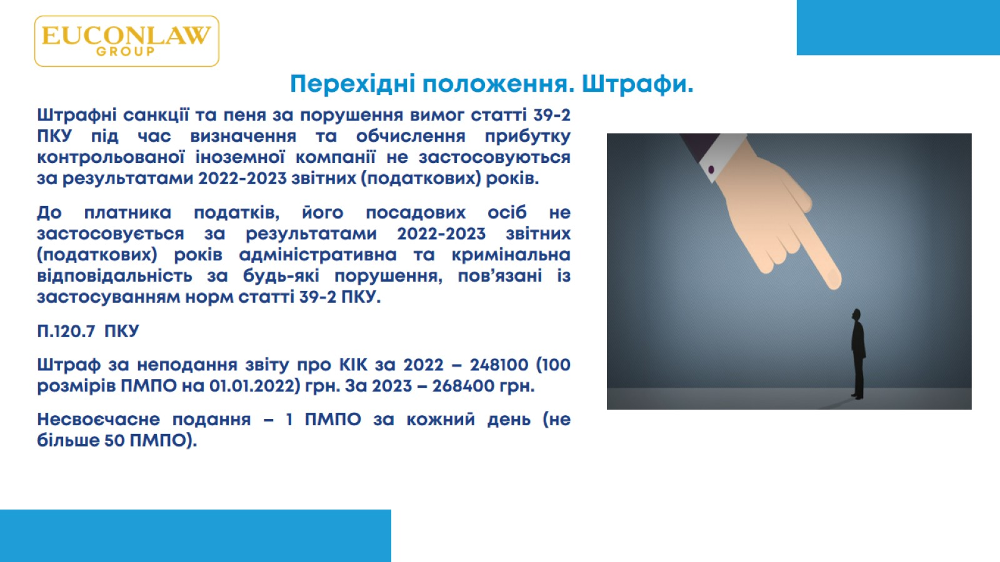 EUCONLAW
GROUP
Перехідні положення. Штрафи.
Штрафні санкції та пеня за порушення вимог статті 39-2
ПКУ під час визначення та обчислення прибутку
контрольованої іноземної компанії не застосовуються
за результатами 2022-2023 звітних (податкових) років.
До платника податків, його посадових осіб не
застосовується за результатами 2022-2023 звітних
(податкових) років адміністративна та кримінальна
відповідальність за будь-які порушення, пов’язані із
застосуванням норм статті 39-2 ПКУ.
П.120.7 ПКУ
Штраф за неподання звіту про КІК за 2022 – 248100 (100
розмірів ПМПО на 01.01.2022) грн. За 2023 – 268400 грн.
Несвоєчасне подання – 1 ПМПО за кожний день (не
більше 50 ПМПО).